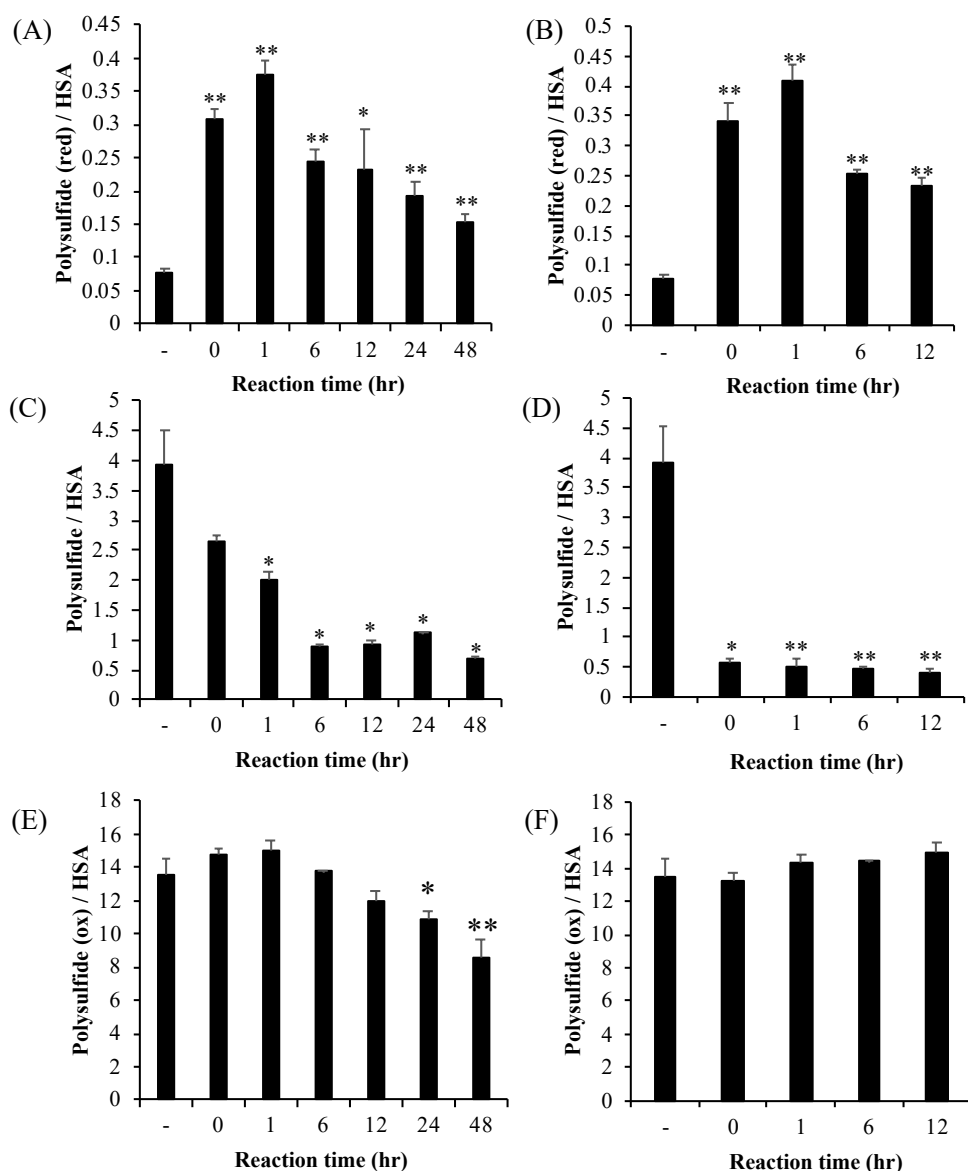 (A)
Polysulfide (red) / HSA
0.45
0.4
0.35
0.3
0.25
0.2
0.15
0.1
0.05
0
** ** ** * ** **
- 0 1 6 12 24 48
Reaction time (hr)
(B)
Polysulfide (red) / HSA
0.5
0.45
0.4
0.35
0.3
0.25
0.2
0.15
0.1
0.05
0
** ** ** **
- 0 1 6 12
Reaction time (hr)
(C)
Polysulfide / HSA
5
4.5
4
3.5
3
2.5
2
1.5
1
0.5
0
* * * * *
- 0 1 6 12 24 48
Reaction time (hr)
(D)
Polysulfide / HSA
5
4.5
4
3.5
3
2.5
2
1.5
1
0.5
0
* ** ** **
- 0 1 6 12
Reaction time (hr)
(E)
Polysulfide (ox) / HSA
18
16
14
12
10
8
6
4
2
0
* **
- 0 1 6 12 24 48
Reaction time (hr)
(F)
Polysulfide (ox) / HSA
18
16
14
12
10
8
6
4
2
0
- 0 1 6 12
Reaction time (hr)